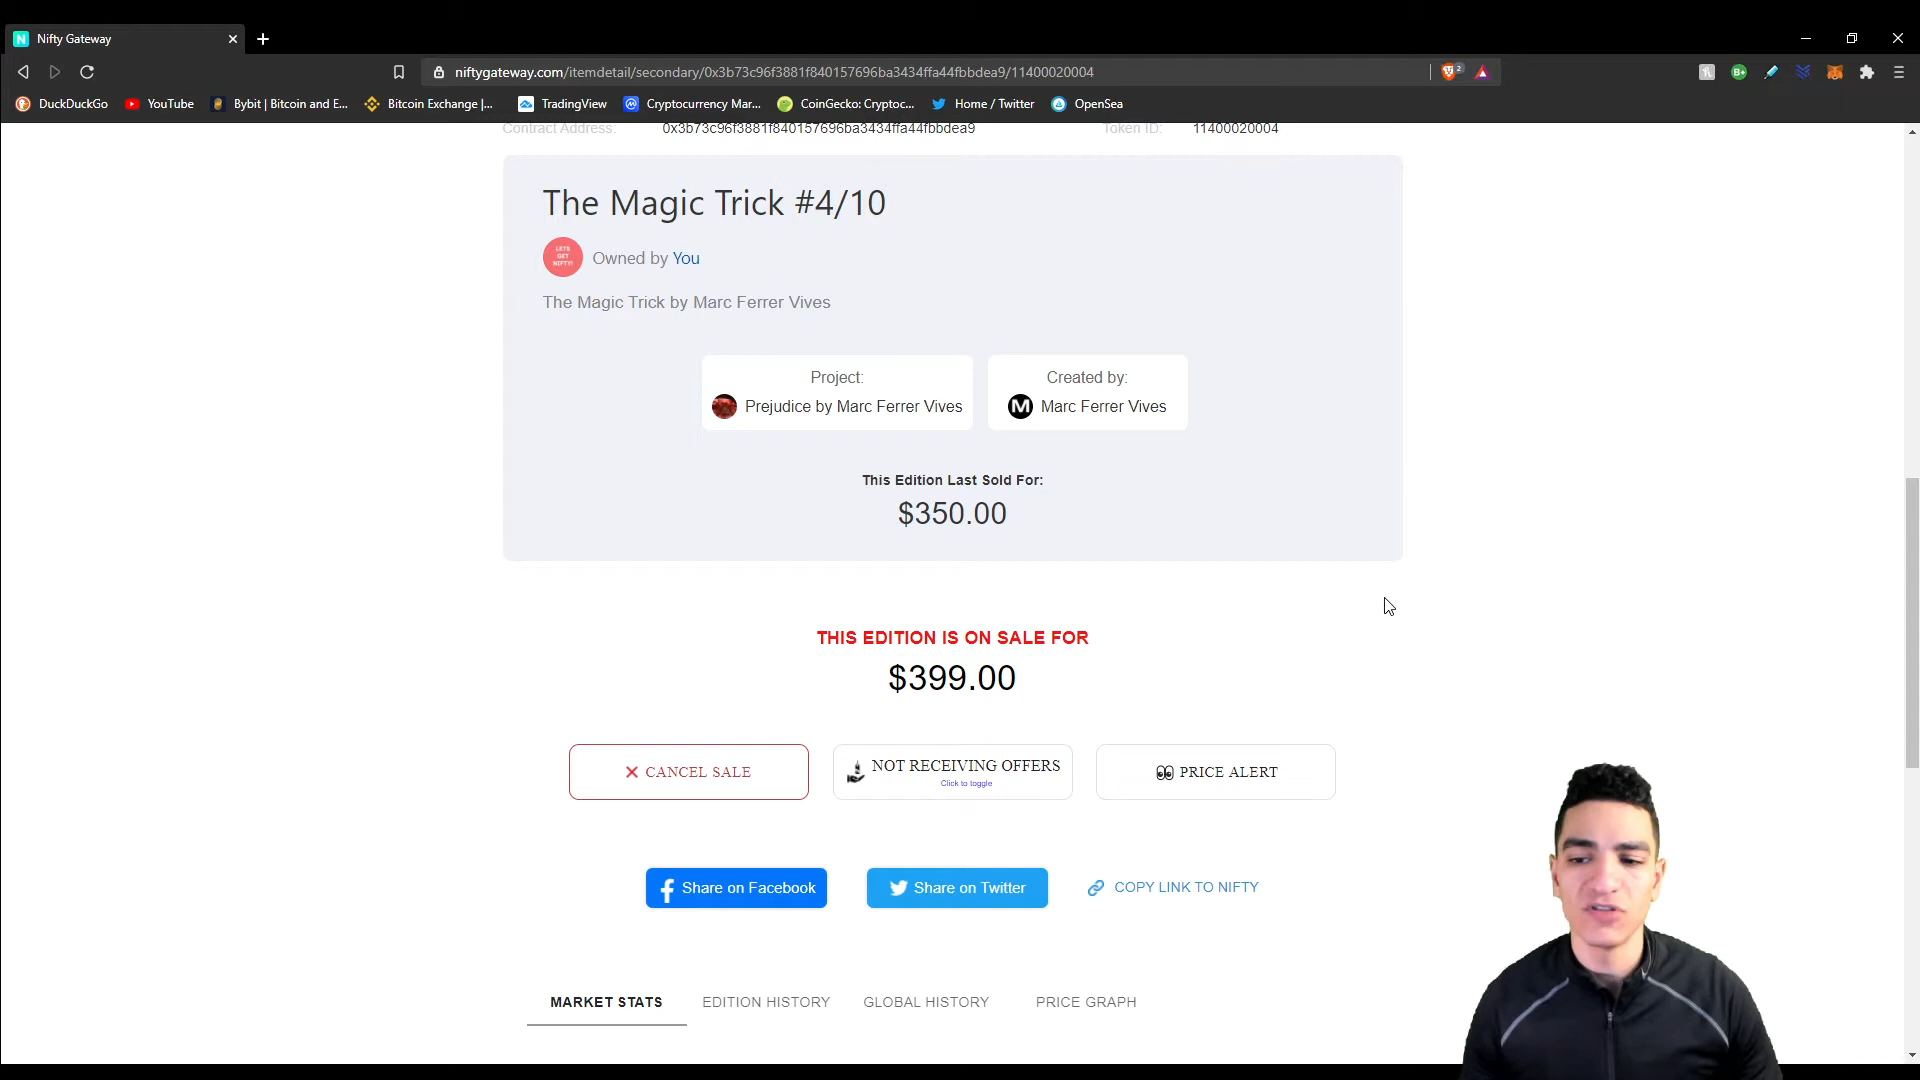 Nifty Gateway
niftygateway.com/itemdetail/secondary/0x3b73c96f3881f840157696ba3434ffa44fbbdea9/11400020004
2
DuckDuckGo YouTube Bybit | Bitcoin and E... Bitcoin Exchange |... TradingView Cryptocurrency Mar... CoinGecko: Cryptoc... Home / Twitter OpenSea
Contract Address: 0x3b73c96f3881f840157696ba3434ffa44fbbdea9 Token ID: 11400020004
The Magic Trick #4/10
LETS
GET
NIFTY!
Owned by You
The Magic Trick by Marc Ferrer Vives
Project: Created by:
Prejudice by Marc Ferrer Vives M Marc Ferrer Vives
This Edition Last Sold For:
$350.00
THIS EDITION IS ON SALE FOR
$399.00
CANCEL SALE NOT RECEIVING OFFERS PRICE ALERT
Click to toggle
Share on Facebook Share on Twitter COPY LINK TO NIFTY
MARKET STATS EDITION HISTORY GLOBAL HISTORY PRICE GRAPH